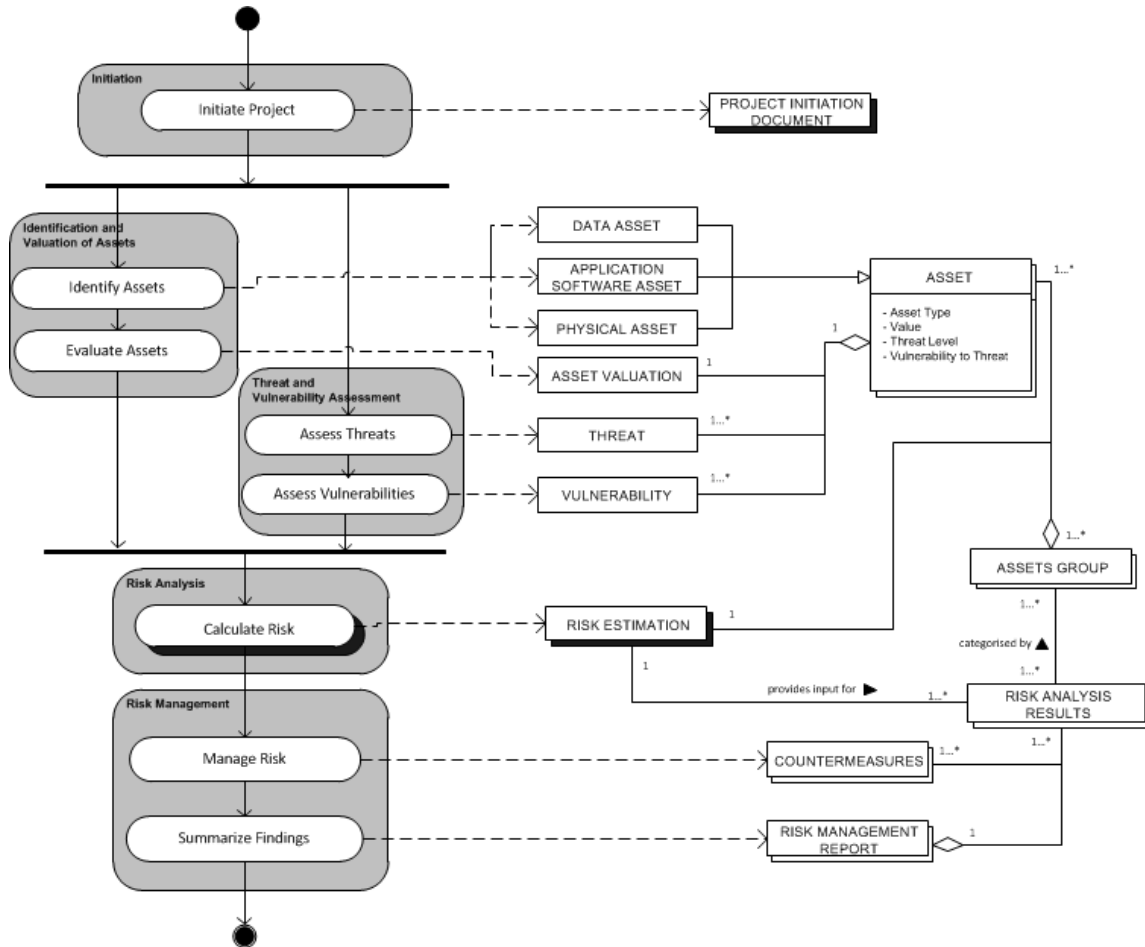 Initiation
Initiate Project
PROJECT INITIATION
DOCUMENT
Identification and
Valuation of Assets
Identify Assets
Evaluate Assets
DATA ASSET
APPLICATION
SOFTWARE ASSET
PHYSICAL ASSET
ASSET VALUATION
1
ASSET
- Asset Type
- Value
- Threat Level
- Vulnerability to Threat
1...*
1
Threat and
Vulnerability Assessment
Assess Threats
Assess Vulnerabilities
THREAT
1...*
VULNERABILITY
1...*
1...*
ASSETS GROUP
1...*
categorised by
1...*
Risk Analysis
Calculate Risk
RISK ESTIMATION
1
1
provides input for
1...*
RISK ANALYSIS
RESULTS
1...*
Risk Management
Manage Risk
COUNTERMEASURES
1...*
Summarize Findings
RISK MANAGEMENT
REPORT
1